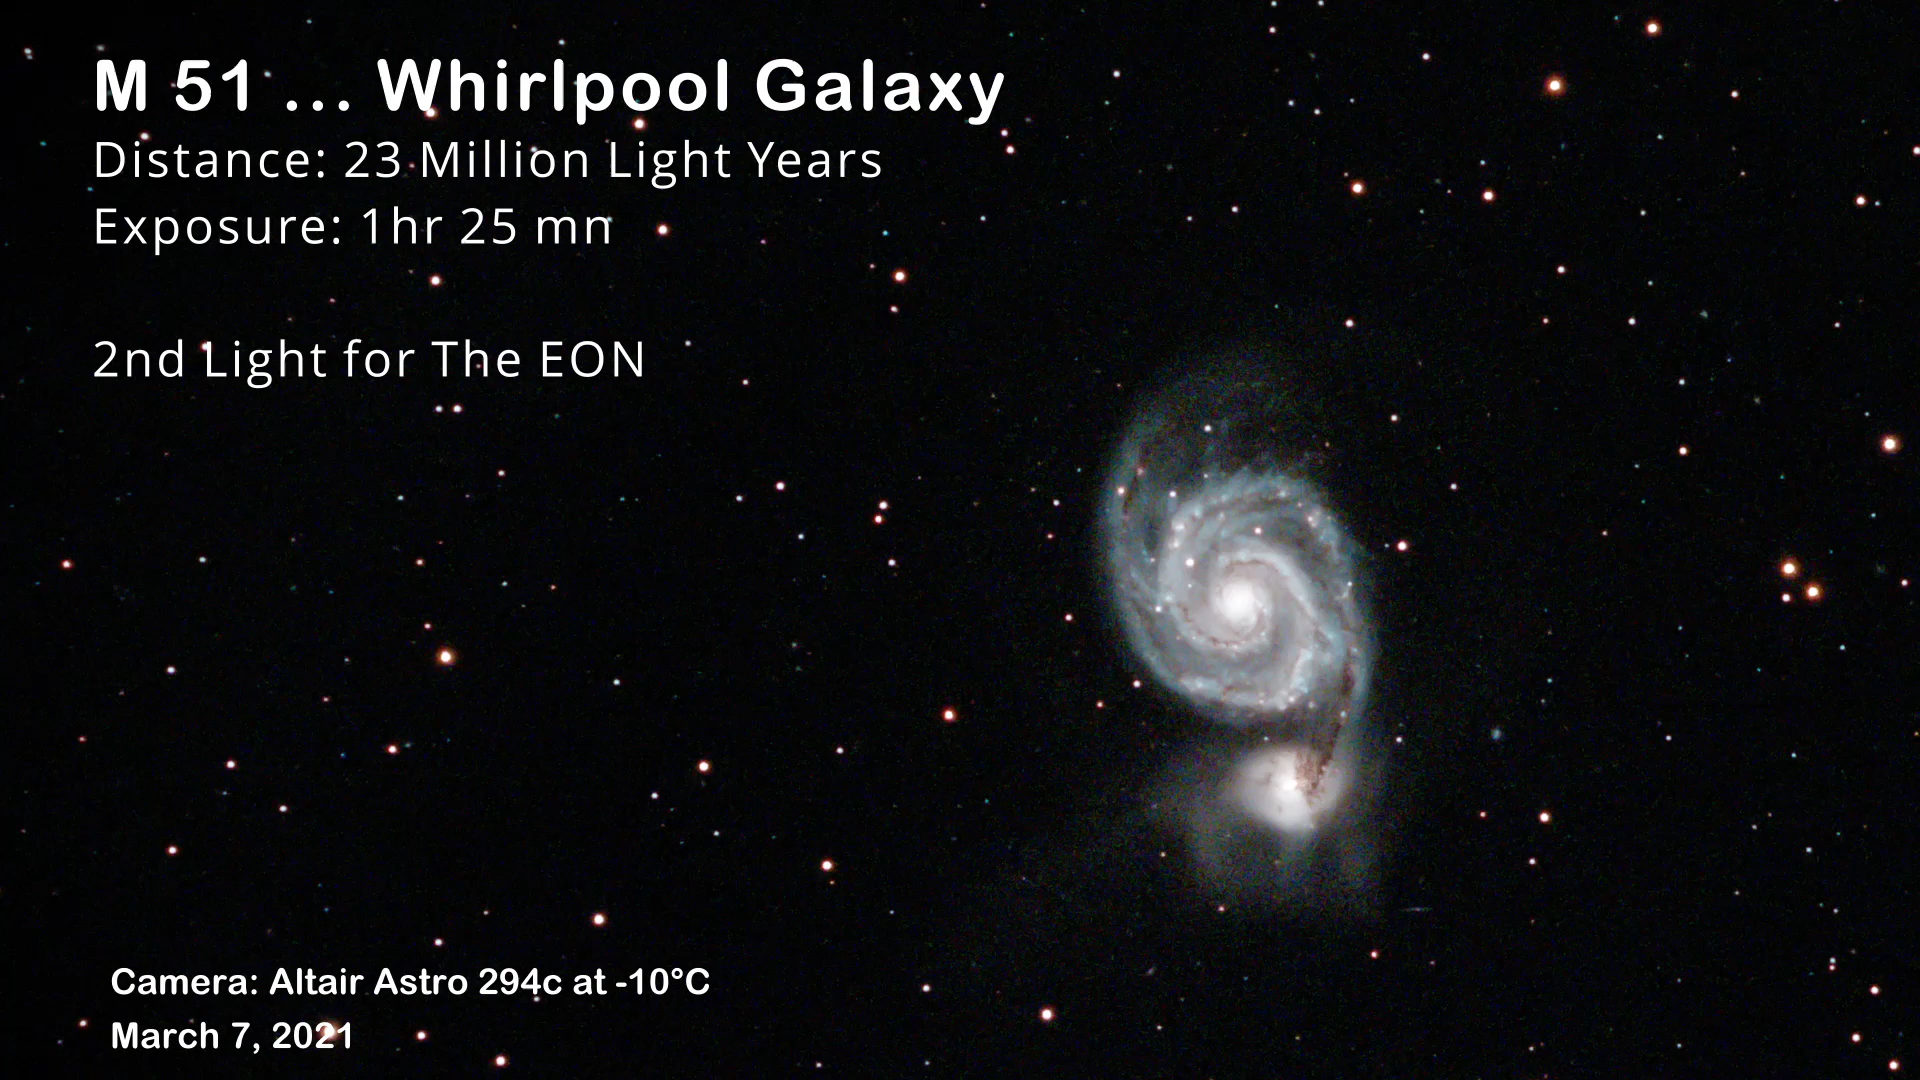 M 51 ... Whirlpool Galaxy
Distance: 23 Million Light Years
Exposure: 1hr 25 mn
2nd Light for The EON
Camera: Altair Astro 294c at -10°C
March 7, 2021